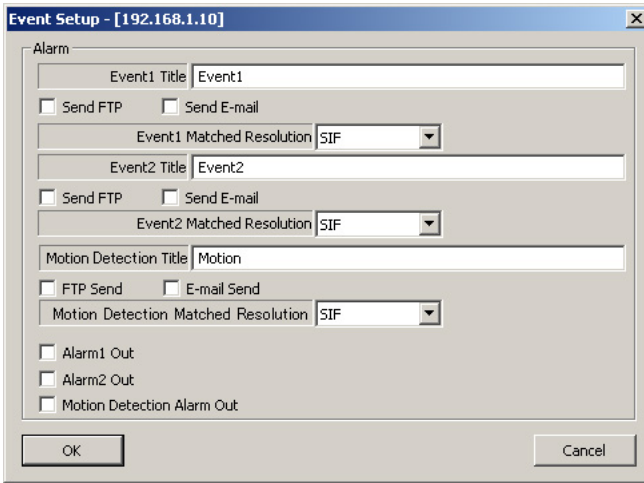 Event Setup - [192.168.1.10]
Alarm
Event1 Title Event1
Send FTP Send E-mail
Event1 Matched Resolution SIF
Event2 Title Event2
Send FTP Send E-mail
Event2 Matched Resolution SIF
Motion Detection Title Motion
FTP Send E-mail Send
Motion Detection Matched Resolution SIF
Alarm1 Out
Alarm2 Out
Motion Detection Alarm Out
OK Cancel